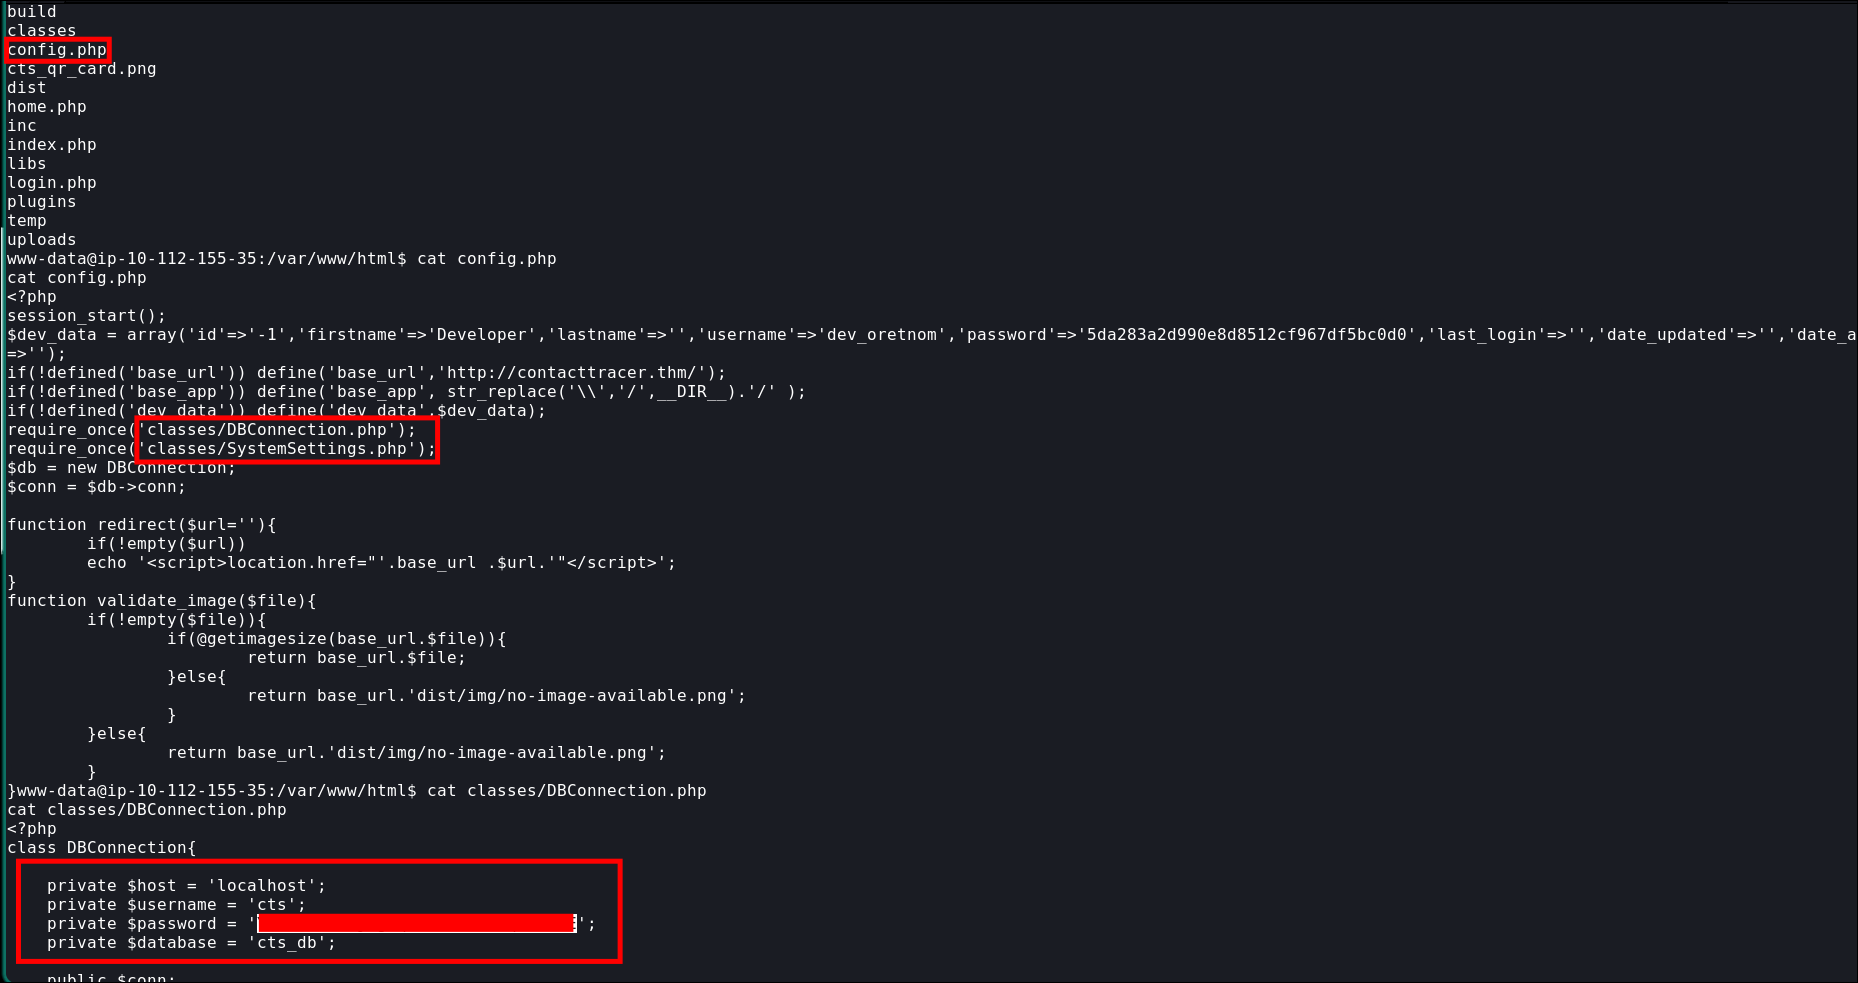 build
classes
config.php
cts_qr_card.png
dist
home.php
inc
index.php
libs
login.php
plugins
temp
uploads
www-data@ip-10-112-155-35:/var/www/html$ cat config.php
cat config.php
<?php
session_start();
$dev_data = array('id'=>'-1','firstname'=>'Developer','lastname'=>'','username'=>'dev_oretnom','password'=>'5da283a2d990e8d8512cf967df5bc0d0','last_login'=>'','date_updated'=>'','date_a
=>'');
if(!defined('base_url')) define('base_url','http://contacttracer.thm/');
if(!defined('base_app')) define('base_app', str_replace('\\','/',__DIR__).'/' );
if(!defined('dev_data')) define('dev_data',$dev_data);
require_once('classes/DBConnection.php');
require_once('classes/SystemSettings.php');
$db = new DBConnection;
$conn = $db->conn;

function redirect($url=''){
        if(!empty($url))
        echo '<script>location.href="'.base_url .$url.'"</script>';
}
function validate_image($file){
        if(!empty($file)){
                if(@getimagesize(base_url.$file)){
                        return base_url.$file;
                }else{
                        return base_url.'dist/img/no-image-available.png';
                }
        }else{
                return base_url.'dist/img/no-image-available.png';
        }
}www-data@ip-10-112-155-35:/var/www/html$ cat classes/DBConnection.php
cat classes/DBConnection.php
<?php
class DBConnection{

    private $host = 'localhost';
    private $username = 'cts';
    private $password = '';
    private $database = 'cts_db';

    public $conn;